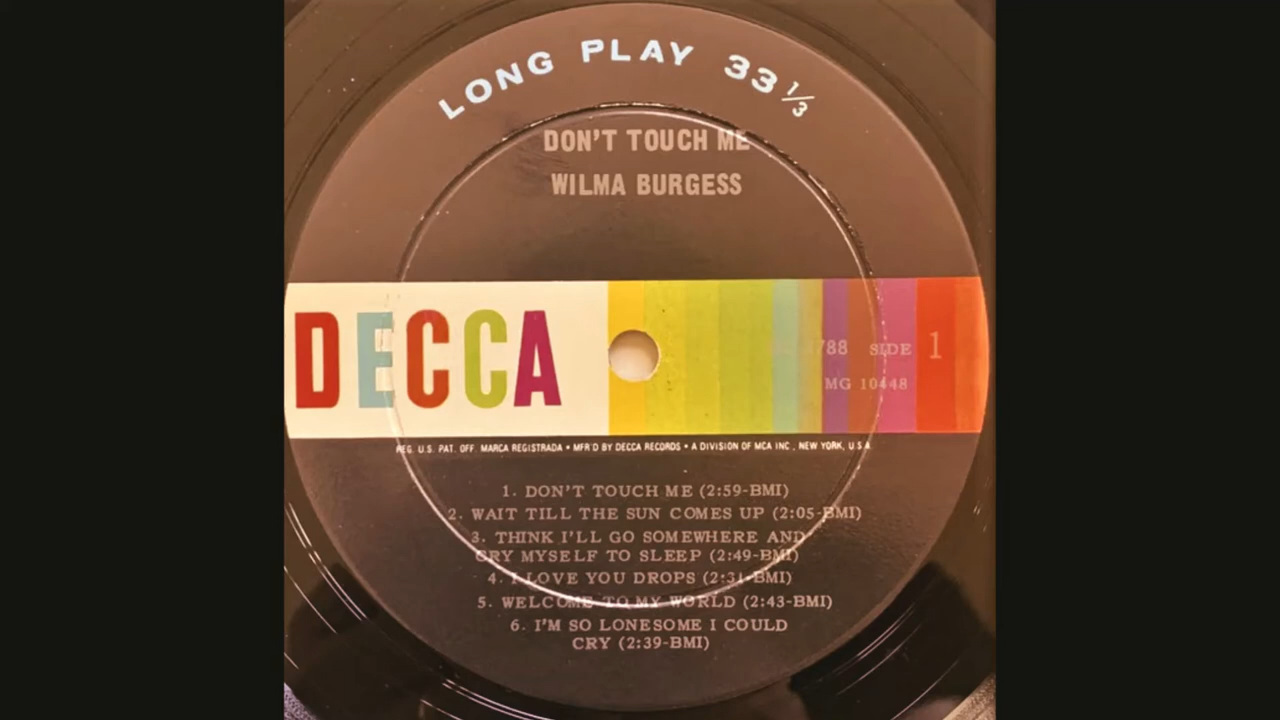 LONG PLAY 33 1/3
DON'T TOUCH ME
WILMA BURGESS
DECCA
788 SIDE 1
MG 10448
REG. U.S. PAT. OFF. MARCA REGISTRADA • MFR'D BY DECCA RECORDS • A DIVISION OF MCA INC., NEW YORK, U.S.A.
1. DON'T TOUCH ME (2:59-BMI)
2. WAIT TILL THE SUN COMES UP (2:05-BMI)
3. THINK I'LL GO SOMEWHERE AND
CRY MYSELF TO SLEEP (2:49-BMI)
4. I LOVE YOU DROPS (2:31-BMI)
5. WELCOME TO MY WORLD (2:43-BMI)
6. I'M SO LONESOME I COULD
CRY (2:39-BMI)